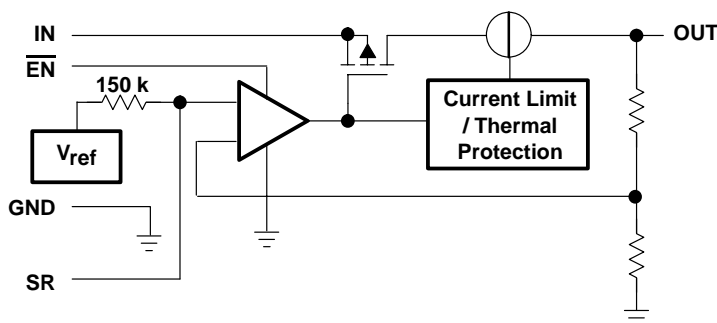 IN
OUT
EN
150 k
Current Limit
/ Thermal
Protection
Vref
GND
SR